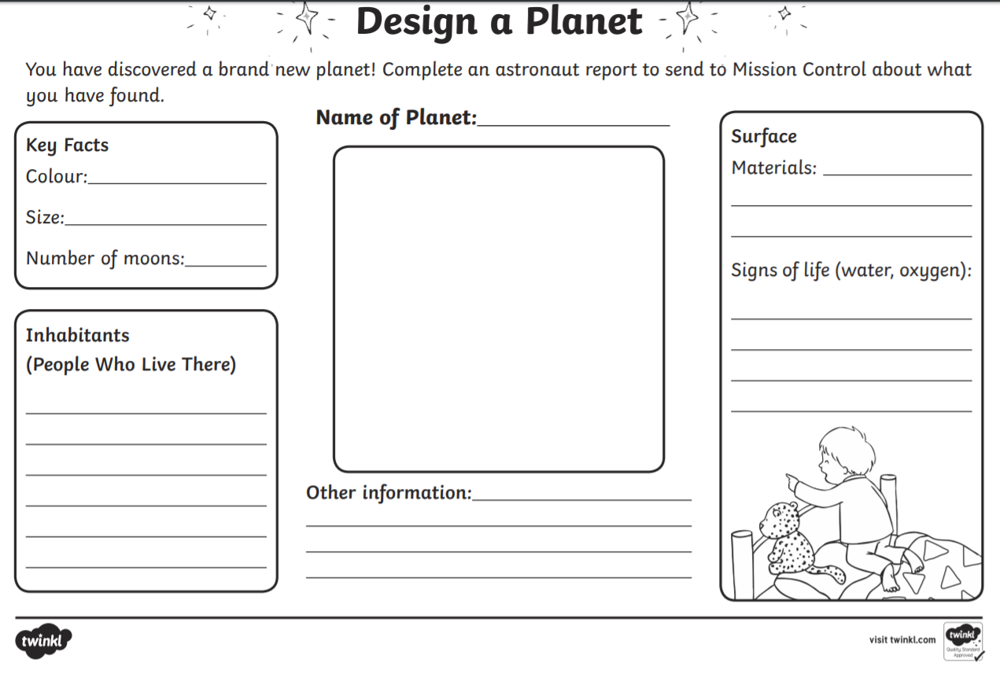 Design a Planet
You have discovered a brand new planet! Complete an astronaut report to send to Mission Control about what
you have found.
Name of Planet:
Key Facts
Colour:
Size:
Number of moons:
Inhabitants
(People Who Live There)
Other information:
Surface
Materials:
Signs of life (water, oxygen):
twinkl
visit twinkl.com
twinkl
Quality Standard
Approved